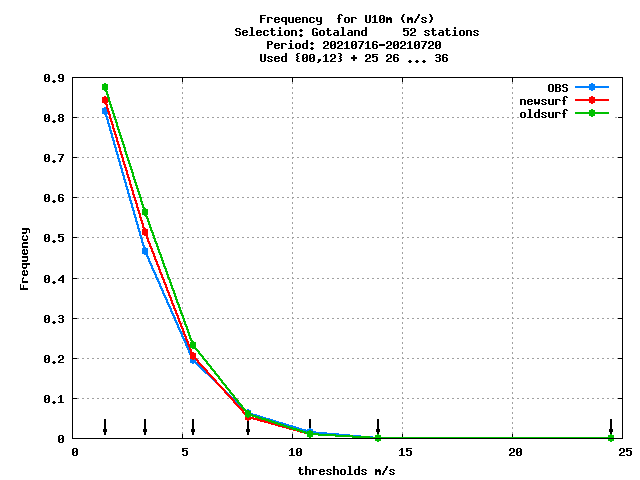 Frequency  for U10m (m/s)
Selection: Gotaland     52 stations
Period: 20210716-20210720
Used {00,12} + 25 26 ... 36
OBS
newsurf
oldsurf
0.9
0.8
0.7
0.6
0.5
0.4
0.3
0.2
0.1
0
Frequency
0 5 10 15 20 25
thresholds m/s